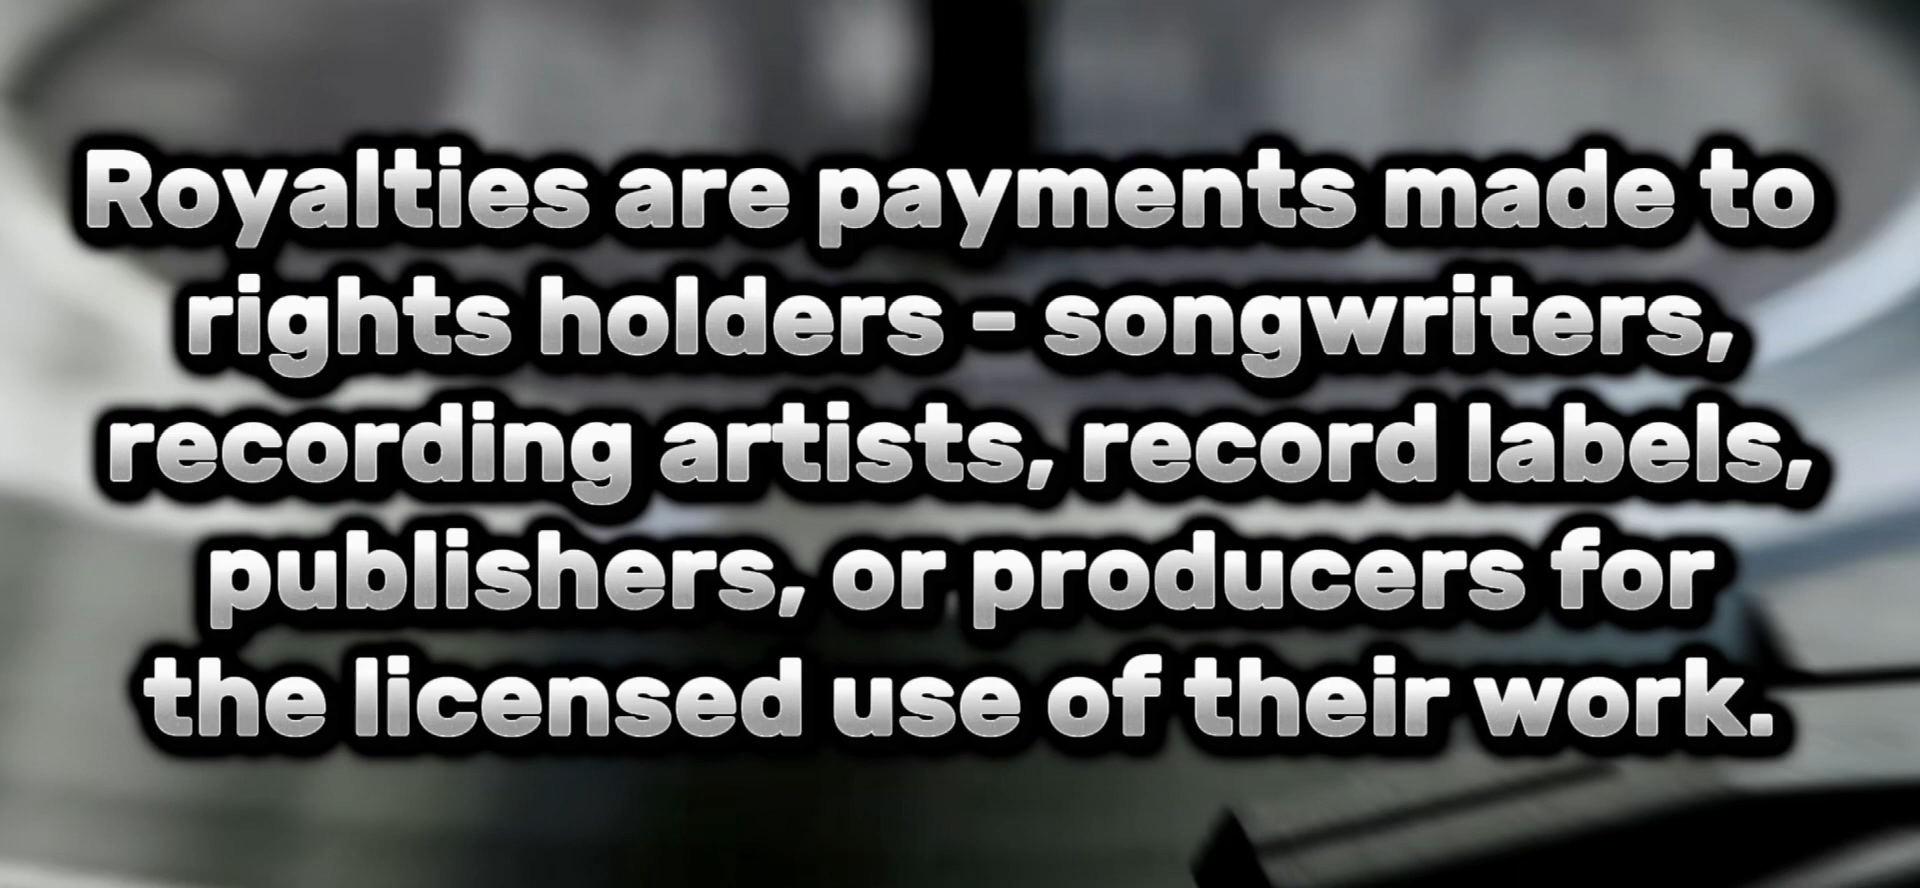 Royalties are payments made to
rights holders - songwriters,
recording artists, record labels,
publishers, or producers for
the licensed use of their work.